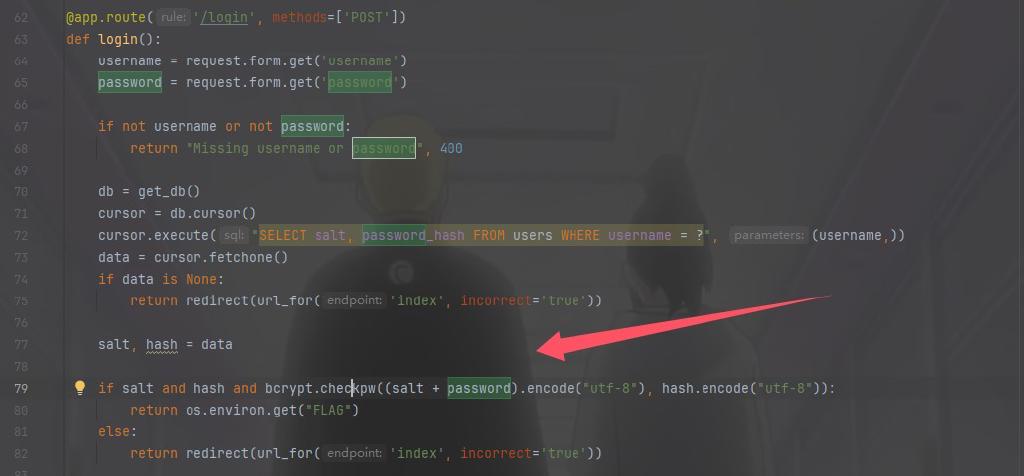 62 @app.route( rule: '/login', methods=['POST'])
63 def login():
64     username = request.form.get('username')
65     password = request.form.get('password')
66
67     if not username or not password:
68         return "Missing username or password", 400
69
70     db = get_db()
71     cursor = db.cursor()
72     cursor.execute( sql: "SELECT salt, password_hash FROM users WHERE username = ?", parameters: (username,))
73     data = cursor.fetchone()
74     if data is None:
75         return redirect(url_for( endpoint: 'index', incorrect='true'))
76
77     salt, hash = data
78
79     if salt and hash and bcrypt.checkpw((salt + password).encode("utf-8"), hash.encode("utf-8")):
80         return os.environ.get("FLAG")
81     else:
82         return redirect(url_for( endpoint: 'index', incorrect='true'))
83